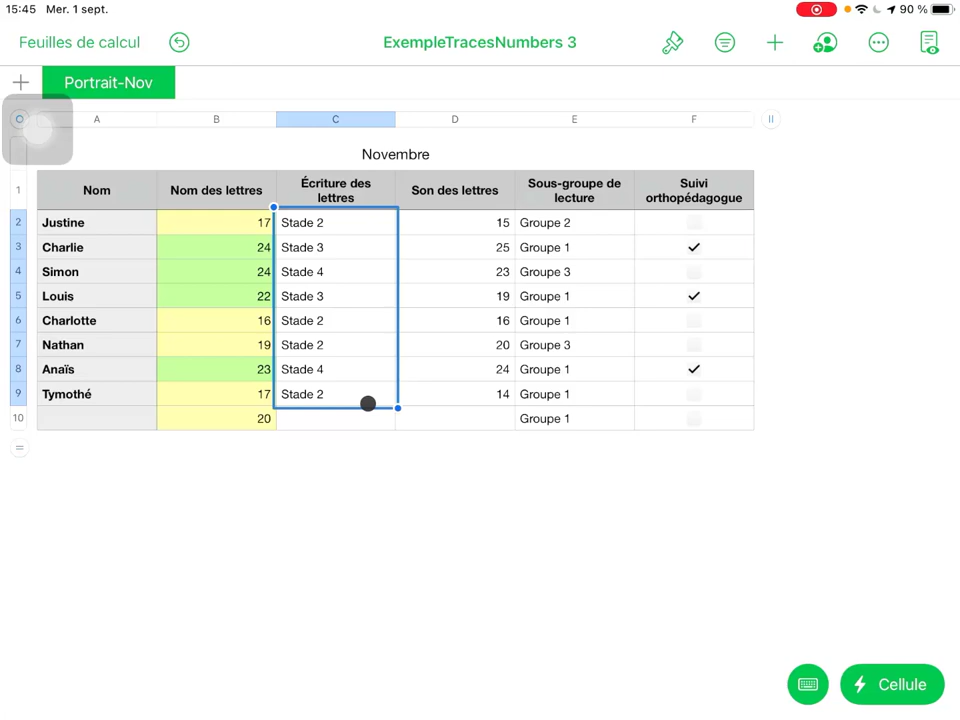 15:45 Mer. 1 sept. 90 %
Feuilles de calcul ExempleTracesNumbers 3
Portrait-Nov
A B C D E F
Novembre
1 Nom Nom des lettres Écriture des lettres Son des lettres Sous-groupe de lecture Suivi orthopédagogue
2 Justine 17 Stade 2 15 Groupe 2
3 Charlie 24 Stade 3 25 Groupe 1
4 Simon 24 Stade 4 23 Groupe 3
5 Louis 22 Stade 3 19 Groupe 1
6 Charlotte 16 Stade 2 16 Groupe 1
7 Nathan 19 Stade 2 20 Groupe 3
8 Anaïs 23 Stade 4 24 Groupe 1
9 Tymothé 17 Stade 2 14 Groupe 1
10 20 Groupe 1
Cellule